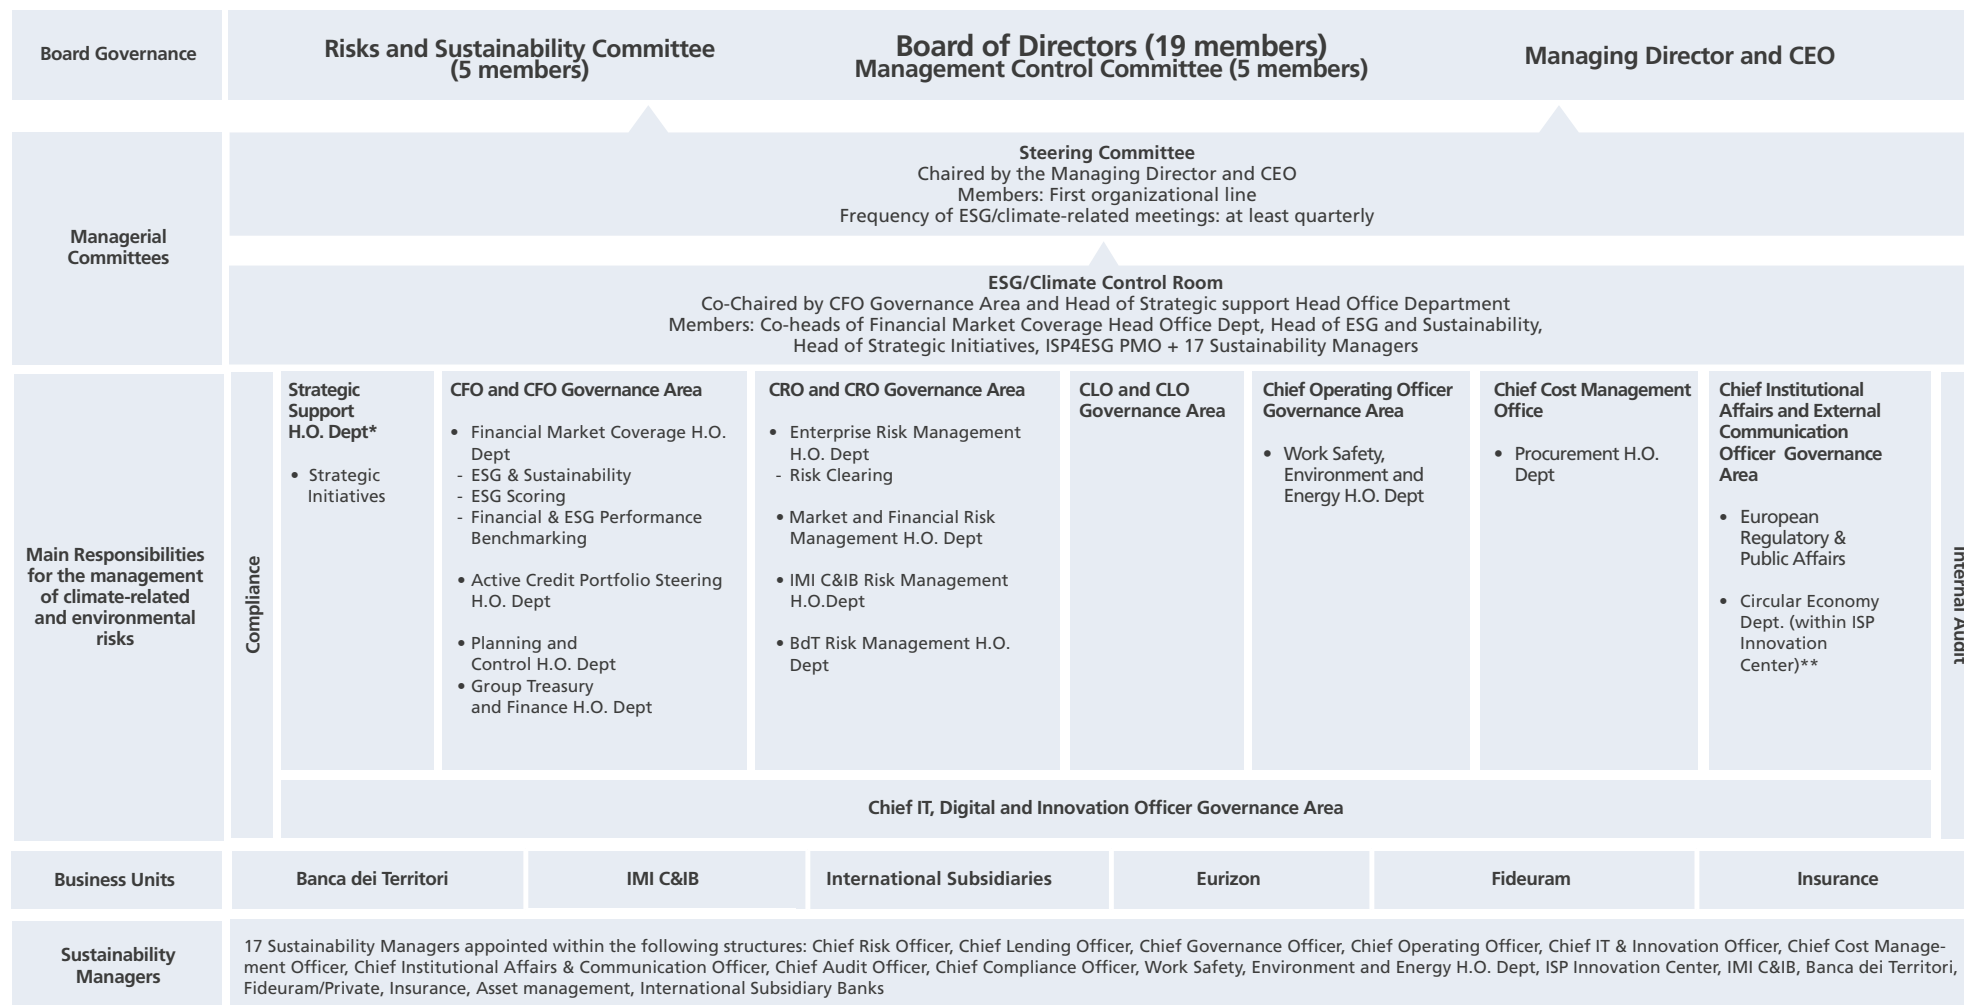 Board Governance
Risks and Sustainability Committee
(5 members)
Board of Directors (19 members)
Management Control Committee (5 members)
Managing Director and CEO
Managerial
Committees
Steering Committee
Chaired by the Managing Director and CEO
Members: First organizational line
Frequency of ESG/climate-related meetings: at least quarterly
ESG/Climate Control Room
Co-Chaired by CFO Governance Area and Head of Strategic support Head Office Department
Members: Co-heads of Financial Market Coverage Head Office Dept, Head of ESG and Sustainability,
Head of Strategic Initiatives, ISP4ESG PMO + 17 Sustainability Managers
Main Responsibilities
for the management
of climate-related
and environmental
risks
Compliance
Strategic
Support
H.O. Dept*
• Strategic
Initiatives
CFO and CFO Governance Area
• Financial Market Coverage H.O.
Dept
- ESG & Sustainability
- ESG Scoring
- Financial & ESG Performance
Benchmarking
• Active Credit Portfolio Steering
H.O. Dept
• Planning and
Control H.O. Dept
• Group Treasury
and Finance H.O. Dept
CRO and CRO Governance Area
• Enterprise Risk Management
H.O. Dept
- Risk Clearing
• Market and Financial Risk
Management H.O. Dept
• IMI C&IB Risk Management
H.O.Dept
• BdT Risk Management H.O.
Dept
CLO and CLO
Governance Area
Chief Operating Officer
Governance Area
• Work Safety,
Environment and
Energy H.O. Dept
Chief Cost Management
Office
• Procurement H.O.
Dept
Chief Institutional
Affairs and External
Communication
Officer Governance
Area
• European
Regulatory &
Public Affairs
• Circular Economy
Dept. (within ISP
Innovation
Center)**
Internal Audit
Chief IT, Digital and Innovation Officer Governance Area
Business Units
Banca dei Territori
IMI C&IB
International Subsidiaries
Eurizon
Fideuram
Insurance
Sustainability
Managers
17 Sustainability Managers appointed within the following structures: Chief Risk Officer, Chief Lending Officer, Chief Governance Officer, Chief Operating Officer, Chief IT & Innovation Officer, Chief Cost Manage-
ment Officer, Chief Institutional Affairs & Communication Officer, Chief Audit Officer, Chief Compliance Officer, Work Safety, Environment and Energy H.O. Dept, ISP Innovation Center, IMI C&IB, Banca dei Territori,
Fideuram/Private, Insurance, Asset management, International Subsidiary Banks